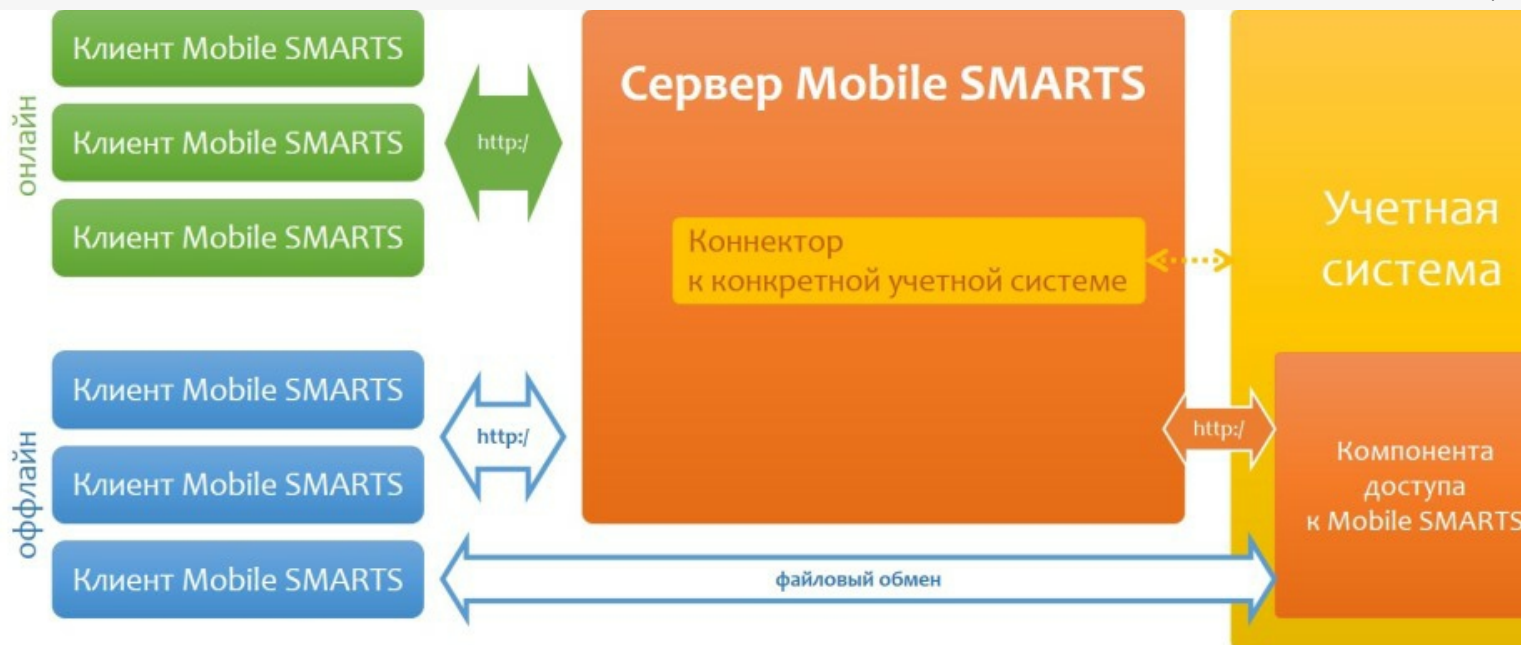 онлайн
Клиент Mobile SMARTS
Клиент Mobile SMARTS
Клиент Mobile SMARTS
http:/
Сервер Mobile SMARTS
Коннектор
к конкретной учетной системе
Учетная
система
оффлайн
Клиент Mobile SMARTS
Клиент Mobile SMARTS
Клиент Mobile SMARTS
http:/
http:/
Компонента
доступа
к Mobile SMARTS
файловый обмен